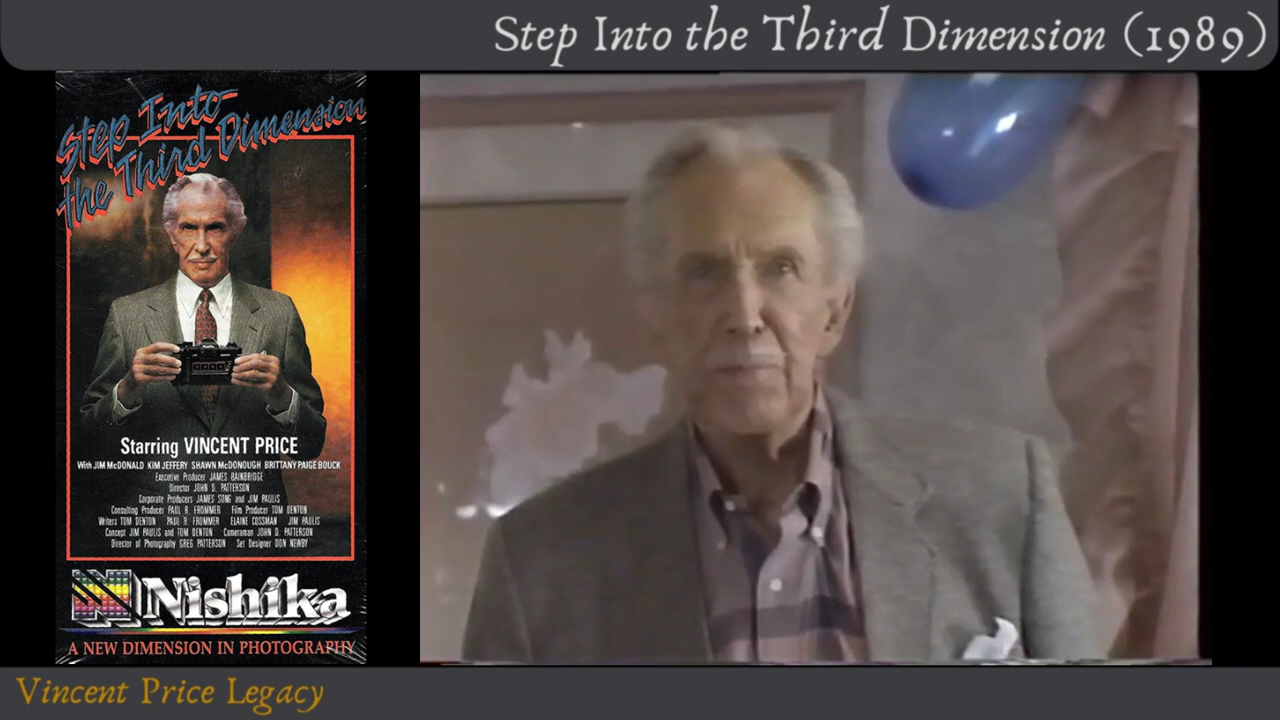 Step Into the Third Dimension (1989)
Step Into
the Third Dimension
Starring VINCENT PRICE
With JIM McDONALD KIM JEFFERY SHAWN McDONOUGH BRITTANY PAIGE BOUCK
Executive Producer JAMES BAINBRIDGE
Director JOHN D. PATTERSON
Corporate Producers JAMES SONG and JIM PAULIS
Consulting Producer PAUL R. FROMMER Film Producer TOM DENTON
Writers TOM DENTON PAUL R. FROMMER ELAINE COSSMAN JIM PAULIS
Concept JIM PAULIS and TOM DENTON Cameraman JOHN D. PATTERSON
Director of Photography GREG PATTERSON Set Designer DON NEWBY
Nishika
A NEW DIMENSION IN PHOTOGRAPHY
Vincent Price Legacy